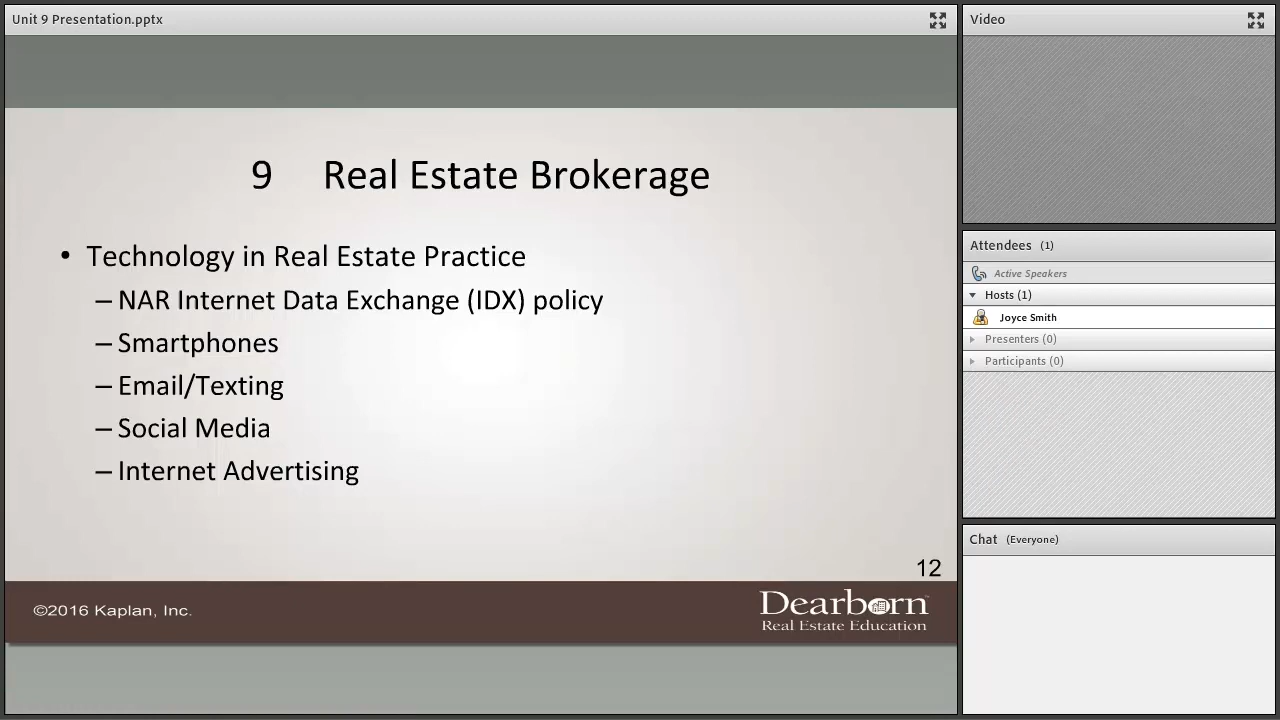 Unit 9 Presentation.pptx
9 Real Estate Brokerage
• Technology in Real Estate Practice
– NAR Internet Data Exchange (IDX) policy
– Smartphones
– Email/Texting
– Social Media
– Internet Advertising
12
©2016 Kaplan, Inc.
Dearborn™
Real Estate Education
Video
Attendees (1)
Active Speakers
Hosts (1)
Joyce Smith
Presenters (0)
Participants (0)
Chat (Everyone)